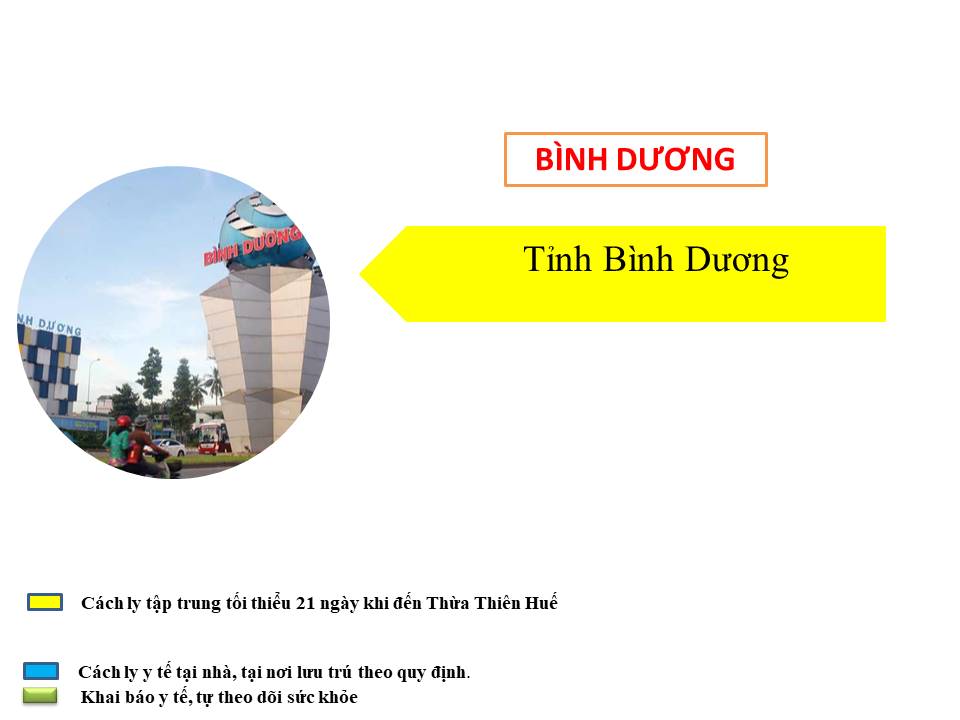 BÌNH DƯƠNG
Tỉnh Bình Dương
BÌNH DƯƠNG
NH DƯƠNG
Cách ly tập trung tối thiểu 21 ngày khi đến Thừa Thiên Huế
Cách ly y tế tại nhà, tại nơi lưu trú theo quy định.
Khai báo y tế, tự theo dõi sức khỏe